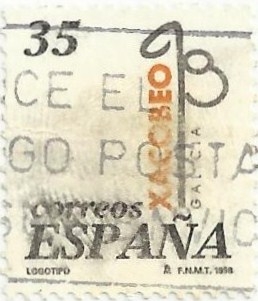 35
XACOBEO
GALICIA
CE EL
GO POSTA
correos
ESPAÑA
LOGOTIPO
F.N.M.T. 1998